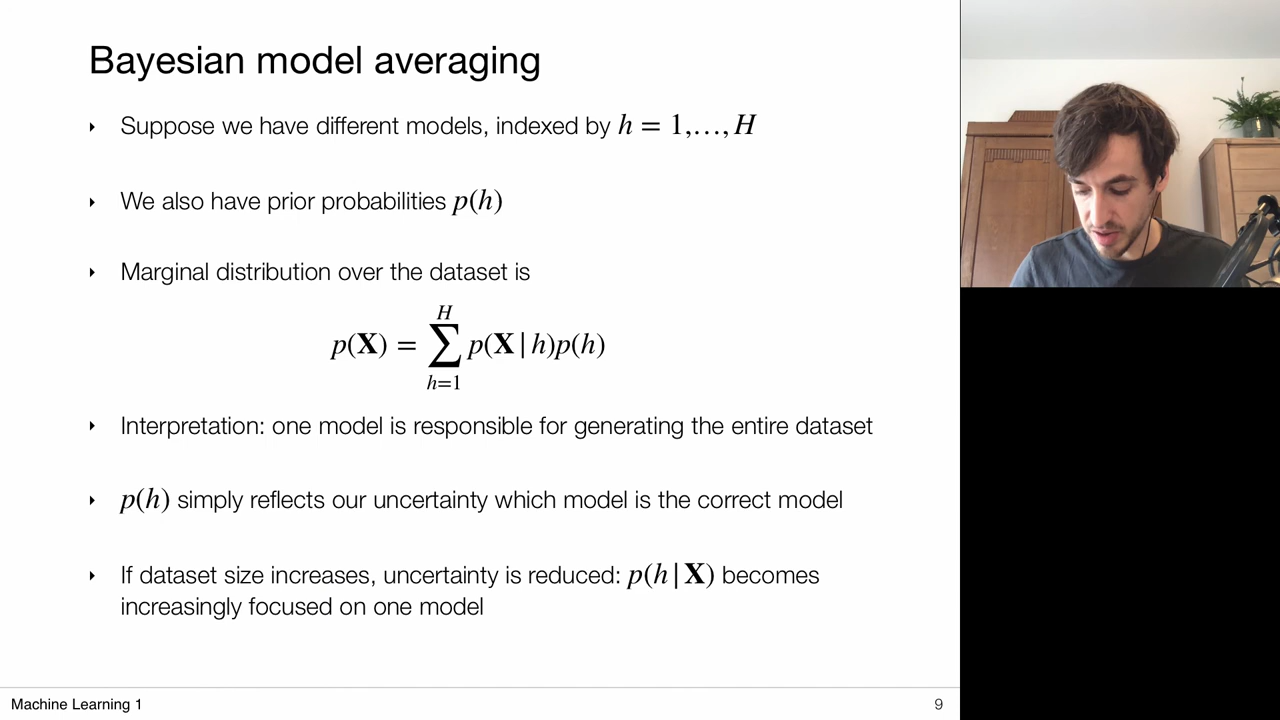 Bayesian model averaging
‣ Suppose we have different models, indexed by h = 1,…, H
‣ We also have prior probabilities p(h)
‣ Marginal distribution over the dataset is
p(X) = ∑_{h=1}^{H} p(X | h)p(h)
‣ Interpretation: one model is responsible for generating the entire dataset
‣ p(h) simply reflects our uncertainty which model is the correct model
‣ If dataset size increases, uncertainty is reduced: p(h | X) becomes
increasingly focused on one model
Machine Learning 1
9